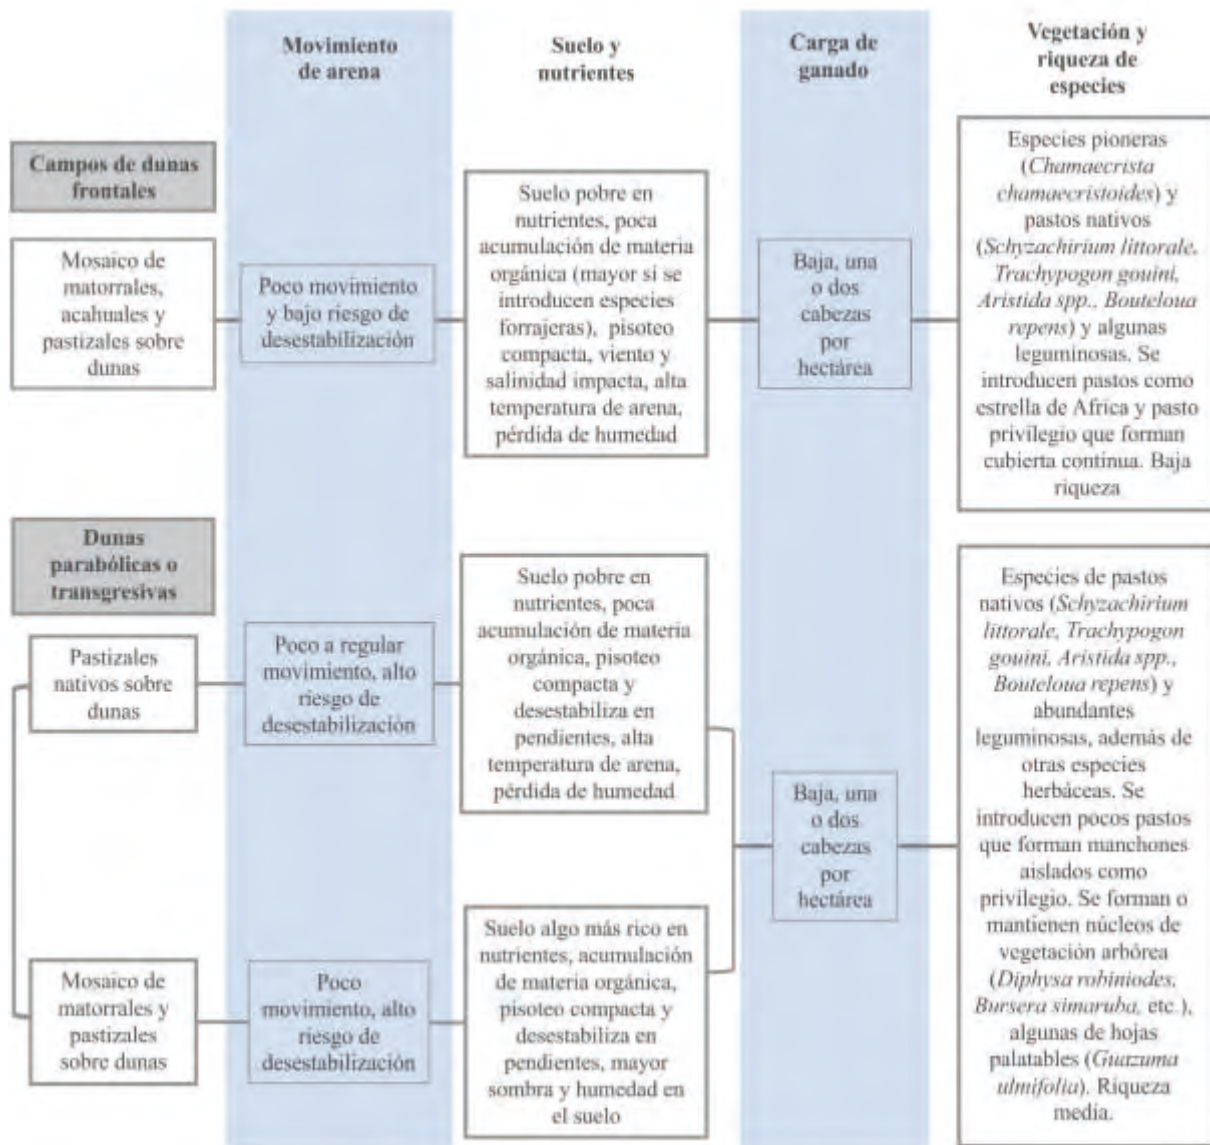 Movimiento
de arena
Suelo y
nutrientes
Carga de
ganado
Vegetación y
riqueza de
especies
Campos de dunas
frontales
Mosaico de
matorrales,
acahuales y
pastizales sobre
dunas
Poco movimiento
y bajo riesgo de
desestabilización
Suelo pobre en
nutrientes, poca
acumulación de materia
orgánica (mayor si se
introducen especies
forrajeras), pisoteo
compacta, viento y
salinidad impacta, alta
temperatura de arena,
pérdida de humedad
Baja, una
o dos
cabezas
por
hectárea
Especies pioneras
(Chamaecrista
chamaecristoides) y
pastos nativos
(Schyzachirium littorale,
Trachypogon gouini,
Aristida spp., Bouteloua
repens) y algunas
leguminosas. Se
introducen pastos como
estrella de Africa y pasto
privilegio que forman
cubierta continua. Baja
riqueza
Dunas
parabólicas o
transgresivas
Pastizales
nativos sobre
dunas
Poco a regular
movimiento, alto
riesgo de
desestabilización
Suelo pobre en
nutrientes, poca
acumulación de materia
orgánica, pisoteo
compacta y
desestabiliza en
pendientes, alta
temperatura de arena,
pérdida de humedad
Mosaico de
matorrales y
pastizales
sobre dunas
Poco
movimiento, alto
riesgo de
desestabilización
Suelo algo más rico en
nutrientes, acumulación
de materia orgánica,
pisoteo compacta y
desestabiliza en
pendientes, mayor
sombra y humedad en
el suelo
Baja, una
o dos
cabezas
por
hectárea
Especies de pastos
nativos (Schyzachirium
littorale, Trachypogon
gouini, Aristida spp.,
Bouteloua repens) y
abundantes
leguminosas, además de
otras especies
herbáceas. Se
introducen pocos pastos
que forman manchones
aislados como
privilegio. Se forman o
mantienen núcleos de
vegetación arbórea
(Diphysa robiniodes,
Bursera simaruba, etc.),
algunas de hojas
palatables (Guazuma
ulmifolia). Riqueza
media.